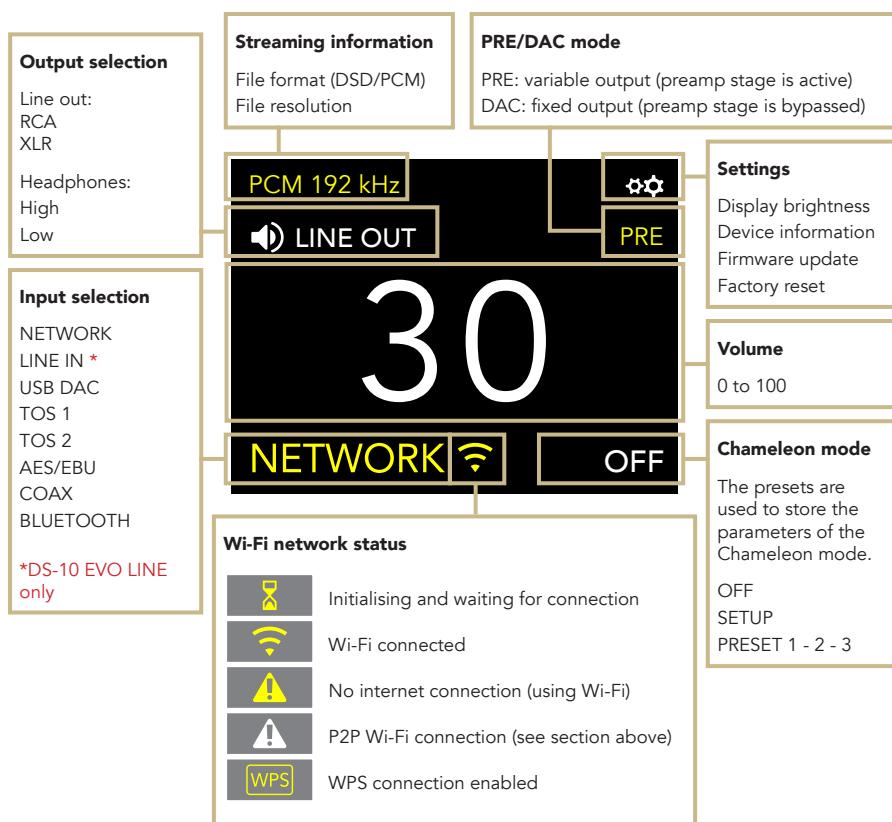 Output selection
Line out:
RCA
XLR
Headphones:
High
Low
Streaming information
File format (DSD/PCM)
File resolution
PRE/DAC mode
PRE: variable output (preamp stage is active)
DAC: fixed output (preamp stage is bypassed)
Settings
Display brightness
Device information
Firmware update
Factory reset
PCM 192 kHz
LINE OUT
PRE
30
NETWORK
OFF
Input selection
NETWORK
LINE IN *
USB DAC
TOS 1
TOS 2
AES/EBU
COAX
BLUETOOTH
*DS-10 EVO LINE
only
Volume
0 to 100
Chameleon mode
The presets are
used to store the
parameters of the
Chameleon mode.
OFF
SETUP
PRESET 1 - 2 - 3
Wi-Fi network status
Initialising and waiting for connection
Wi-Fi connected
No internet connection (using Wi-Fi)
P2P Wi-Fi connection (see section above)
WPS
WPS connection enabled